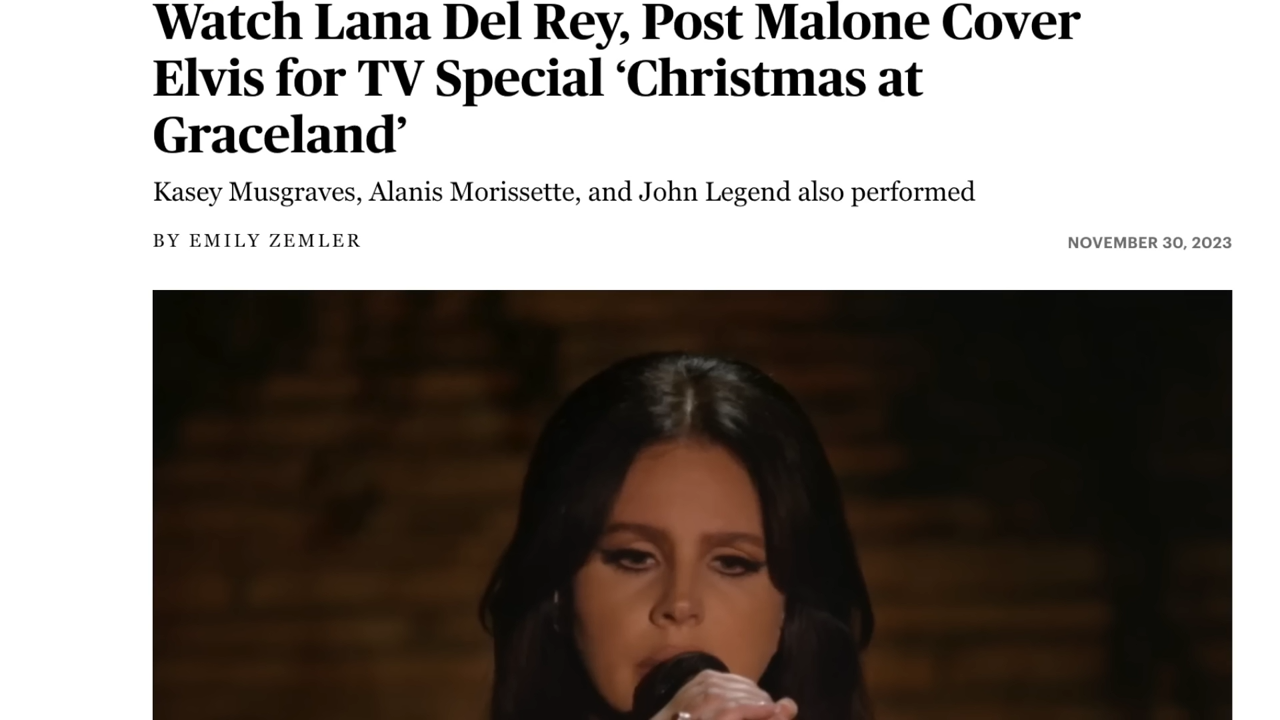 Watch Lana Del Rey, Post Malone Cover
Elvis for TV Special ‘Christmas at
Graceland’
Kasey Musgraves, Alanis Morissette, and John Legend also performed
BY EMILY ZEMLER
NOVEMBER 30, 2023